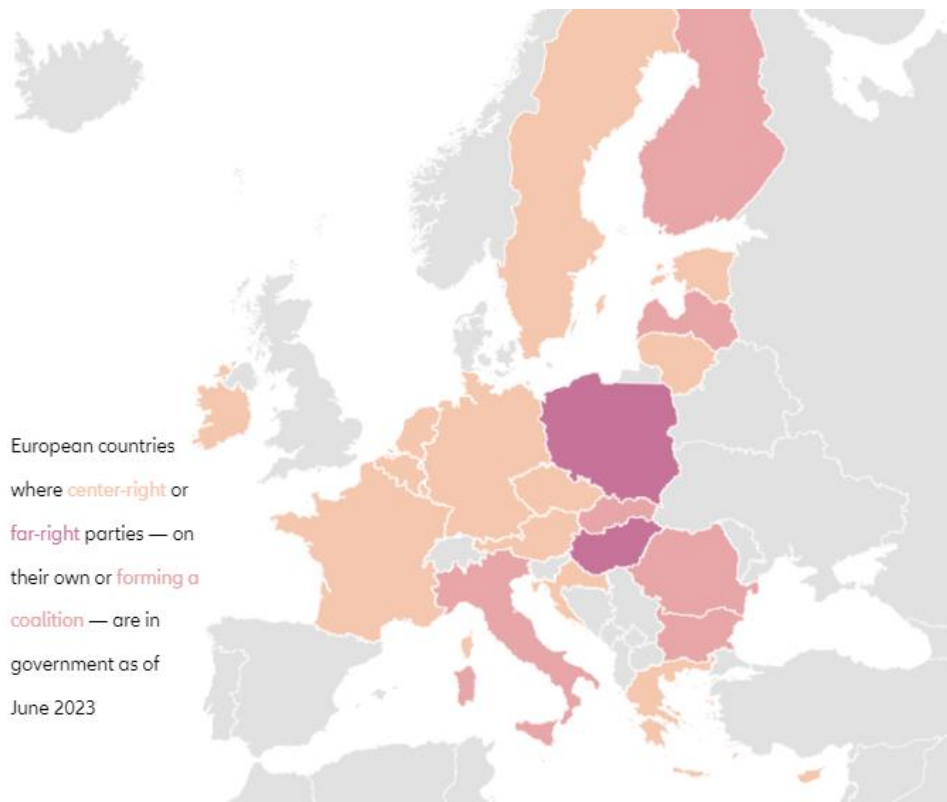 European countries
where center-right or
far-right parties — on
their own or forming a
coalition — are in
government as of
June 2023